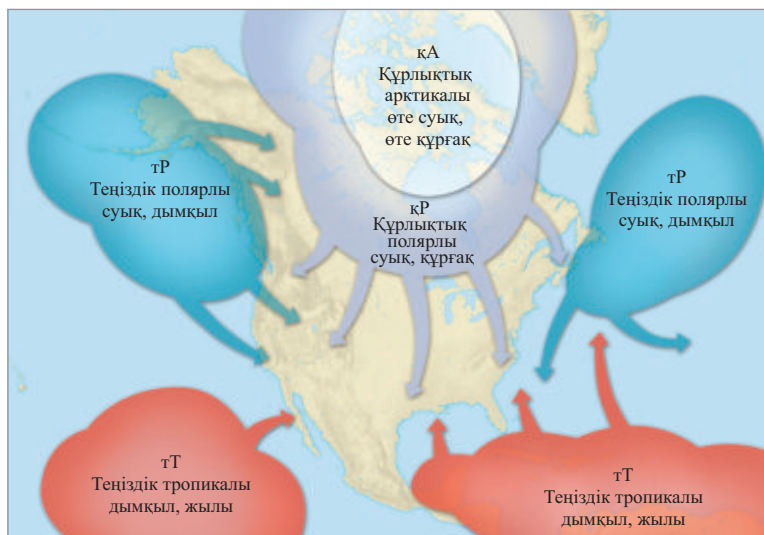 қА
Құрлықтық
арктикалы
өте суық,
өте құрғақ
тР
Теңіздік полярлы
суық, дымқыл
қР
Құрлықтық
полярлы
суық, құрғақ
тР
Теңіздік полярлы
суық, дымқыл
тТ
Теңіздік тропикалы
дымқыл, жылы
тТ
Теңіздік тропикалы
дымқыл, жылы